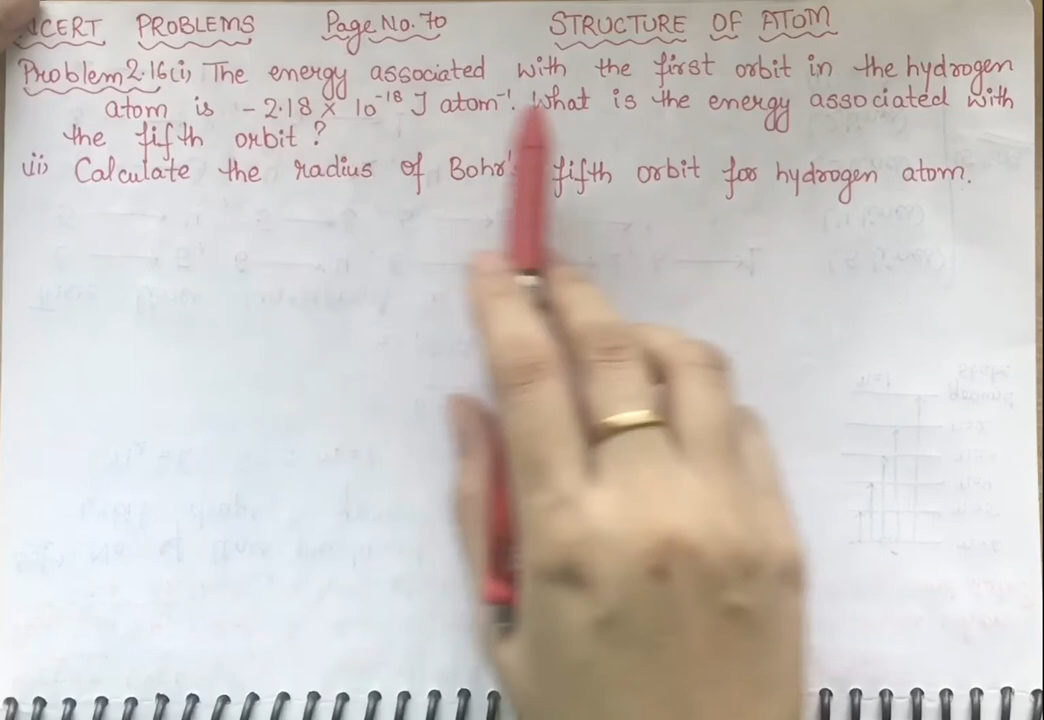 NCERT PROBLEMS Page No. 70 STRUCTURE OF ATOM
Problem 2.16(i) The energy associated with the first orbit in the hydrogen
atom is -2.18 × 10⁻¹⁸ J atom⁻¹. What is the energy associated with
the fifth orbit?
ii) Calculate the radius of Bohr's fifth orbit for hydrogen atom.